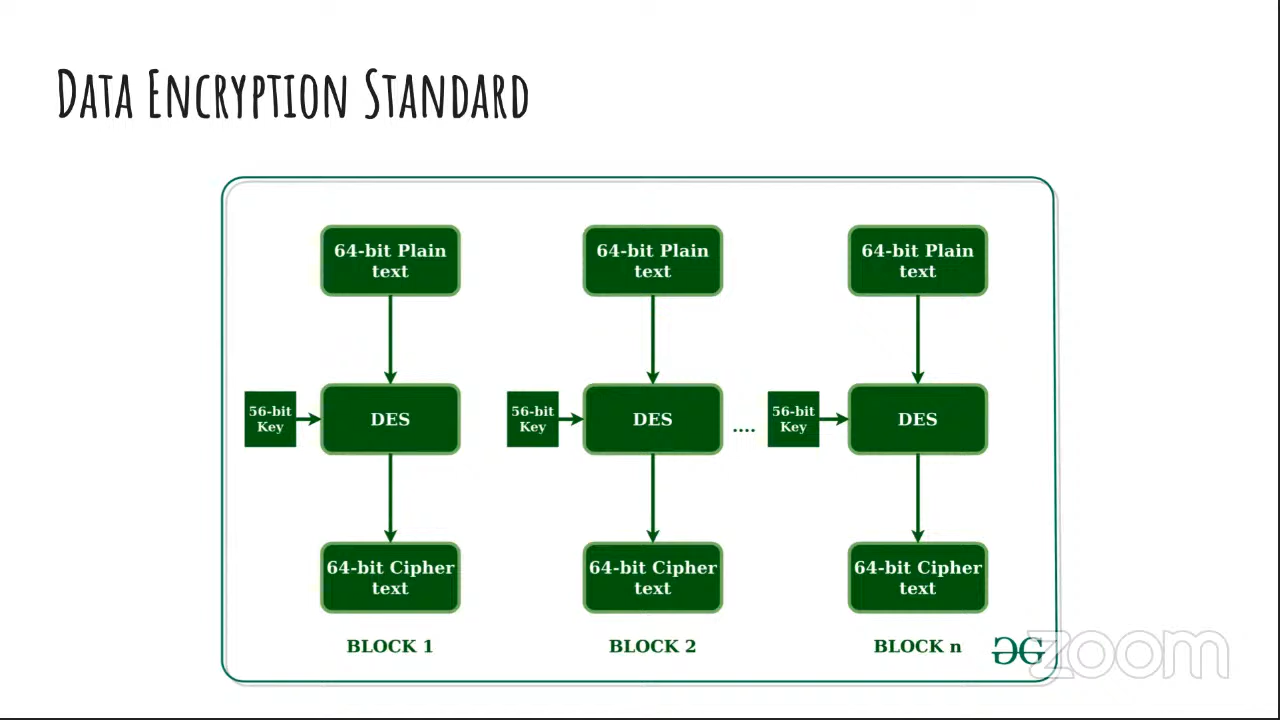 Data Encryption Standard
64-bit Plain
text
64-bit Plain
text
64-bit Plain
text
56-bit
Key
DES
56-bit
Key
DES
....
56-bit
Key
DES
64-bit Cipher
text
64-bit Cipher
text
64-bit Cipher
text
BLOCK 1
BLOCK 2
BLOCK n
zoom